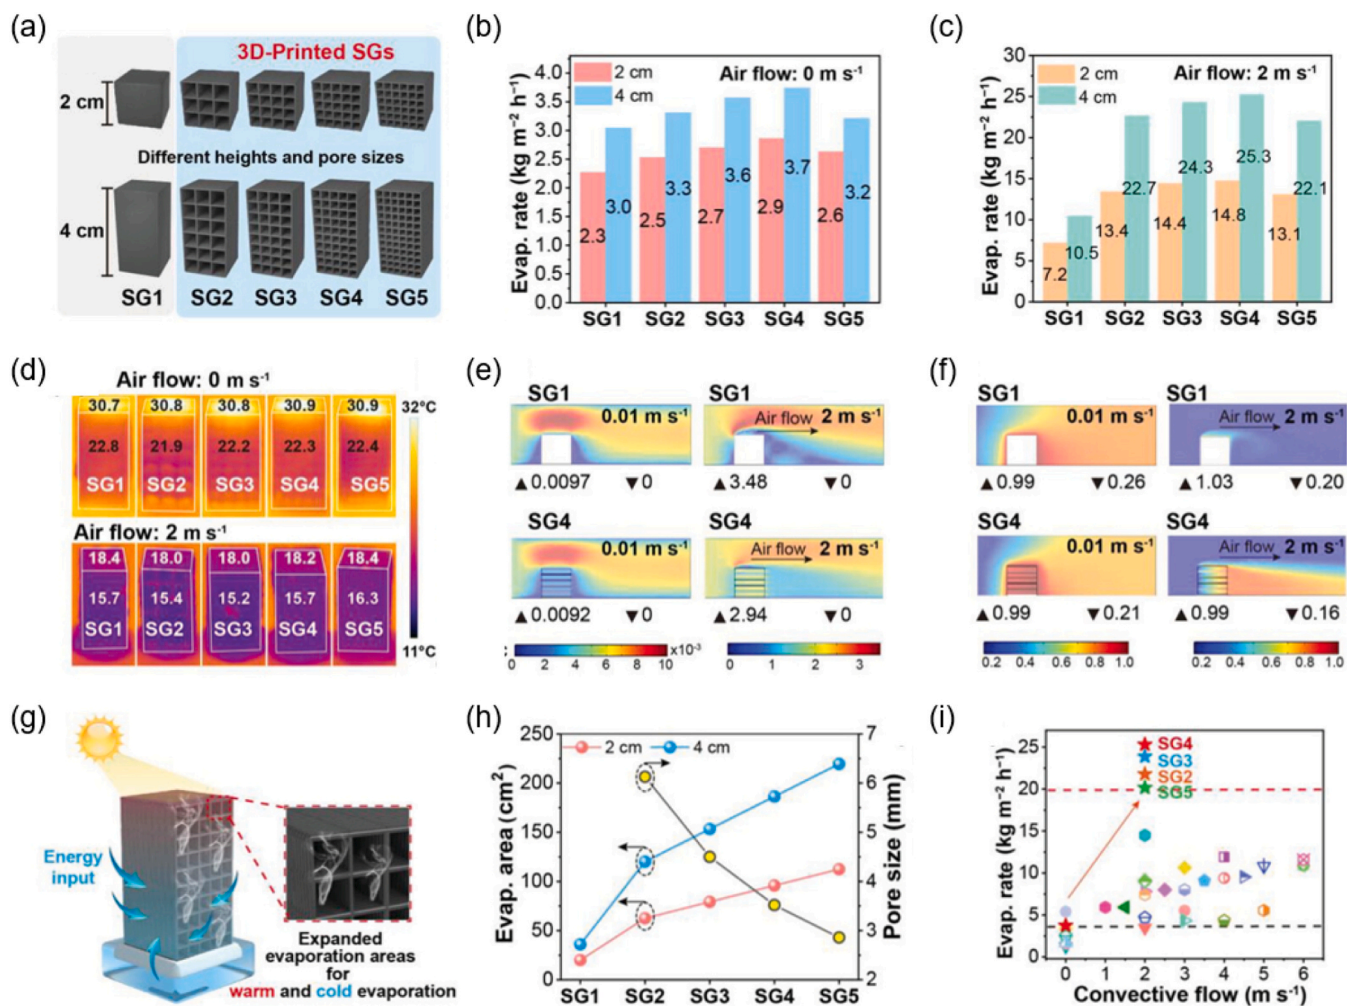 (a)
3D-Printed SGs
2 cm
Different heights and pore sizes
4 cm
SG1 SG2 SG3 SG4 SG5
(b)
Evap. rate (kg m⁻² h⁻¹)
4.0
3.5
3.0
2.5
2.0
1.5
1.0
0.5
0.0
2 cm
4 cm
Air flow: 0 m s⁻¹
2.3 3.0 2.5 3.3 2.7 3.6 2.9 3.7 2.6 3.2
SG1 SG2 SG3 SG4 SG5
(c)
Evap. rate (kg m⁻² h⁻¹)
30
25
20
15
10
5
0
2 cm
4 cm
Air flow: 2 m s⁻¹
7.2 10.5 13.4 22.7 14.4 24.3 14.8 25.3 13.1 22.1
SG1 SG2 SG3 SG4 SG5
(d)
Air flow: 0 m s⁻¹
30.7 30.8 30.8 30.9 30.9
22.8 21.9 22.2 22.3 22.4
SG1 SG2 SG3 SG4 SG5
Air flow: 2 m s⁻¹
18.4 18.0 18.0 18.2 18.4
15.7 15.4 15.2 15.7 16.3
SG1 SG2 SG3 SG4 SG5
32°C
11°C
(e)
SG1 SG1
0.01 m s⁻¹ Air flow 2 m s⁻¹
▲0.0097 ▼0 ▲3.48 ▼0
SG4 SG4
0.01 m s⁻¹ Air flow 2 m s⁻¹
▲0.0092 ▼0 ▲2.94 ▼0
0 2 4 6 8 10 x10⁻³
0 1 2 3
(f)
SG1 SG1
0.01 m s⁻¹ Air flow 2 m s⁻¹
▲0.99 ▼0.26 ▲1.03 ▼0.20
SG4 SG4
0.01 m s⁻¹ Air flow 2 m s⁻¹
▲0.99 ▼0.21 ▲0.99 ▼0.16
0.2 0.4 0.6 0.8 1.0
0.2 0.4 0.6 0.8 1.0
(g)
Energy
input
Expanded
evaporation areas
for
warm and cold evaporation
(h)
Evap. area (cm²)
250
200
150
100
50
0
2 cm 4 cm
7
6
5
4
3
2
Pore size (mm)
SG1 SG2 SG3 SG4 SG5
(i)
Evap. rate (kg m⁻² h⁻¹)
25
20
15
10
5
0
SG4
SG3
SG2
SG5
0 1 2 3 4 5 6
Convective flow (m s⁻¹)